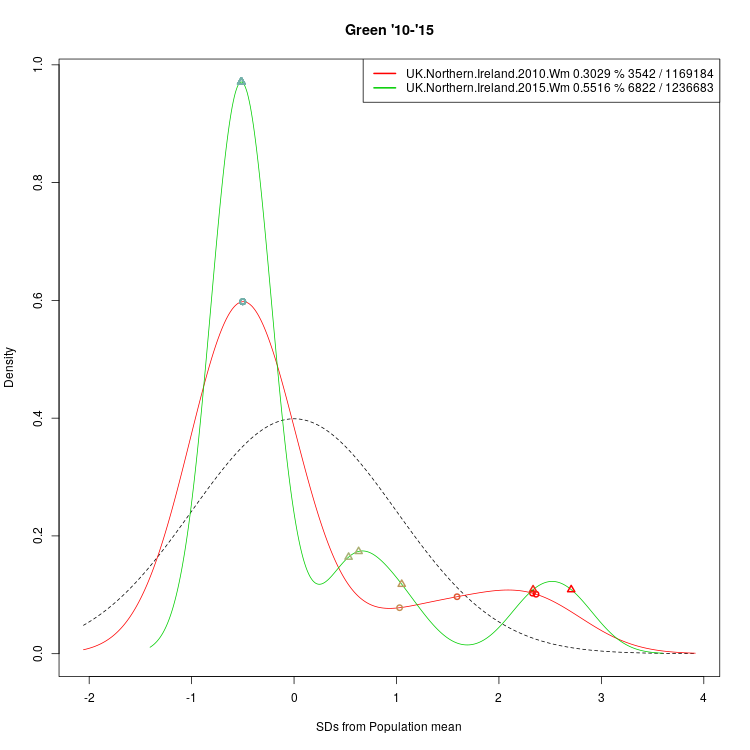 Green '10-'15
UK.Northern.Ireland.2010.Wm 0.3029 % 3542 / 1169184
UK.Northern.Ireland.2015.Wm 0.5516 % 6822 / 1236683
1.0
0.8
0.6
0.4
0.2
0.0
Density
-2 -1 0 1 2 3 4
SDs from Population mean